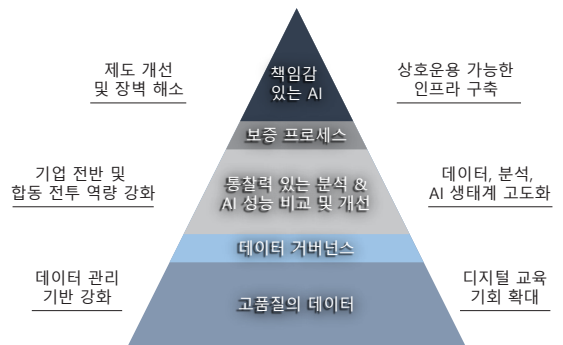 제도 개선
및 장벽 해소
책임감
있는 AI
상호운용 가능한
인프라 구축
보증 프로세스
기업 전반 및
합동 전투 역량 강화
통찰력 있는 분석 &
AI 성능 비교 및 개선
데이터, 분석,
AI 생태계 고도화
데이터 거버넌스
데이터 관리
기반 강화
고품질의 데이터
디지털 교육
기회 확대